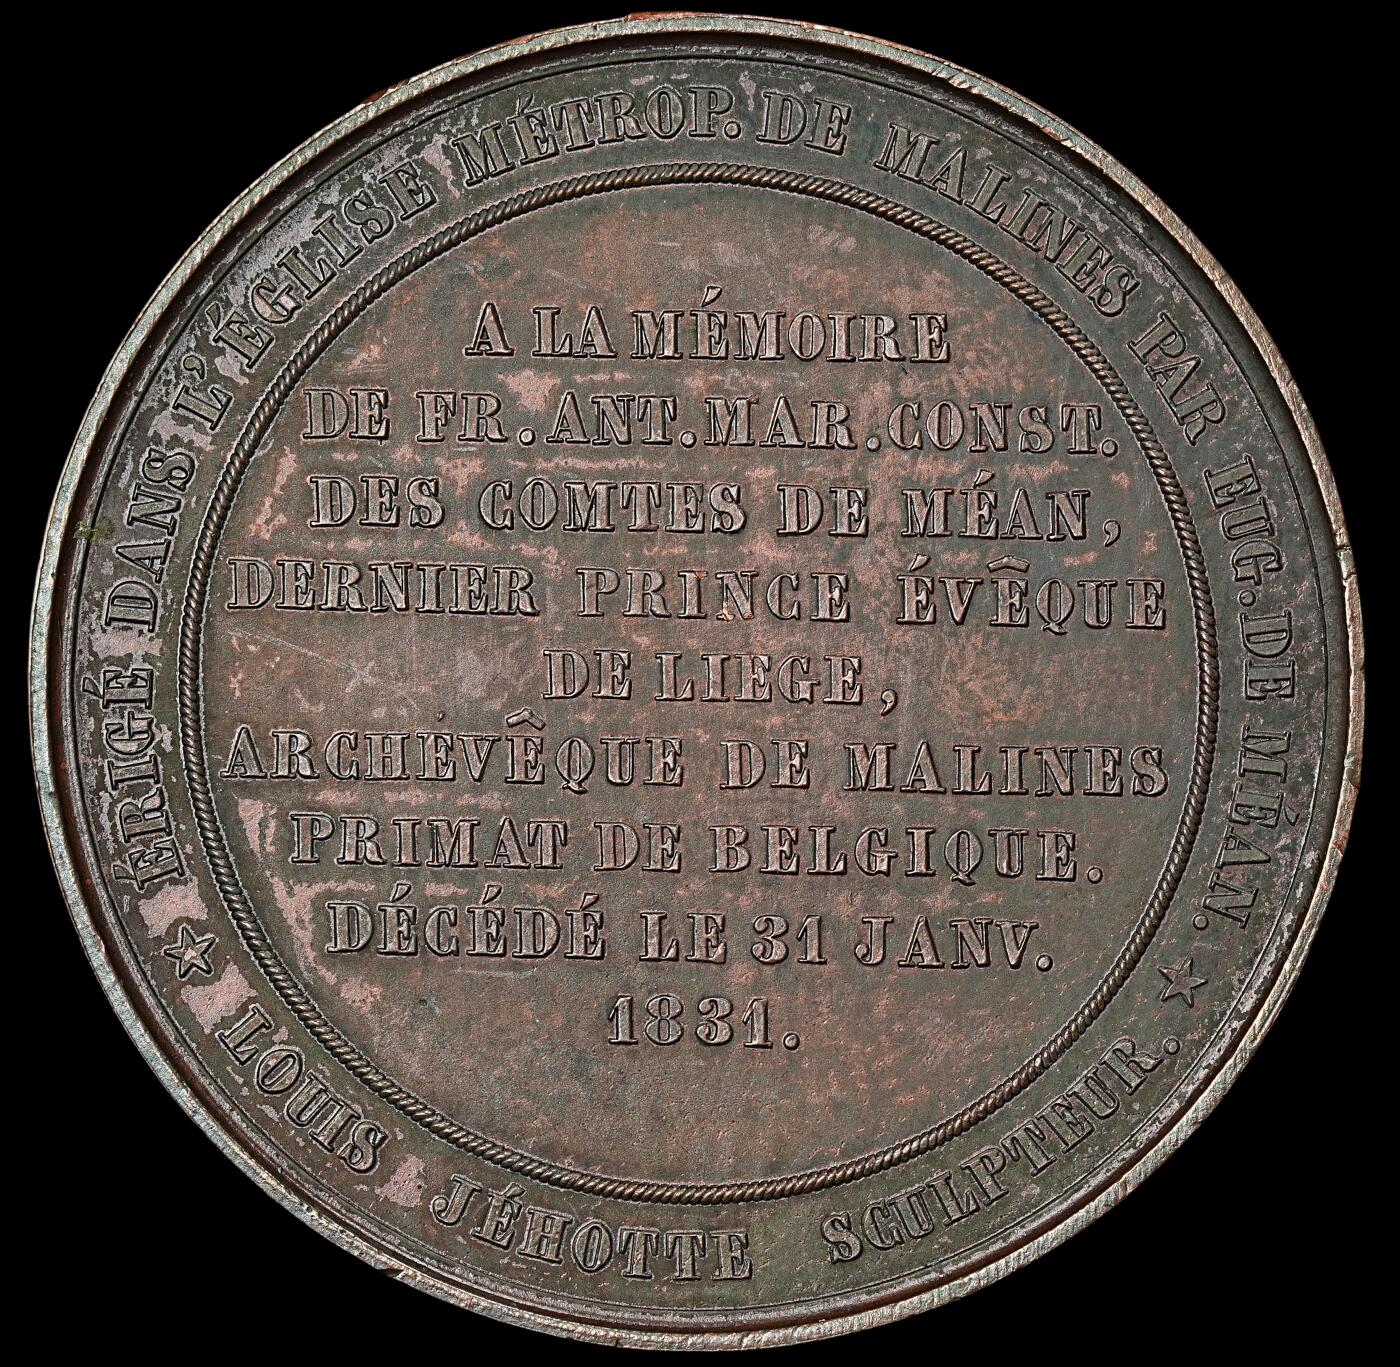 ÉRIGÉ DANS L'ÉGLISE MÉTROP. DE MALINES PAR EUG. DE MÉAN.
A LA MÉMOIRE
DE FR. ANT. MAR. CONST.
DES COMTES DE MÉAN,
DERNIER PRINCE ÉVÊQUE
DE LIEGE,
ARCHÉVÊQUE DE MALINES
PRIMAT DE BELGIQUE.
DÉCÉDÉ LE 31 JANV.
1831.
LOUIS JÉHOTTE SCULPTEUR.